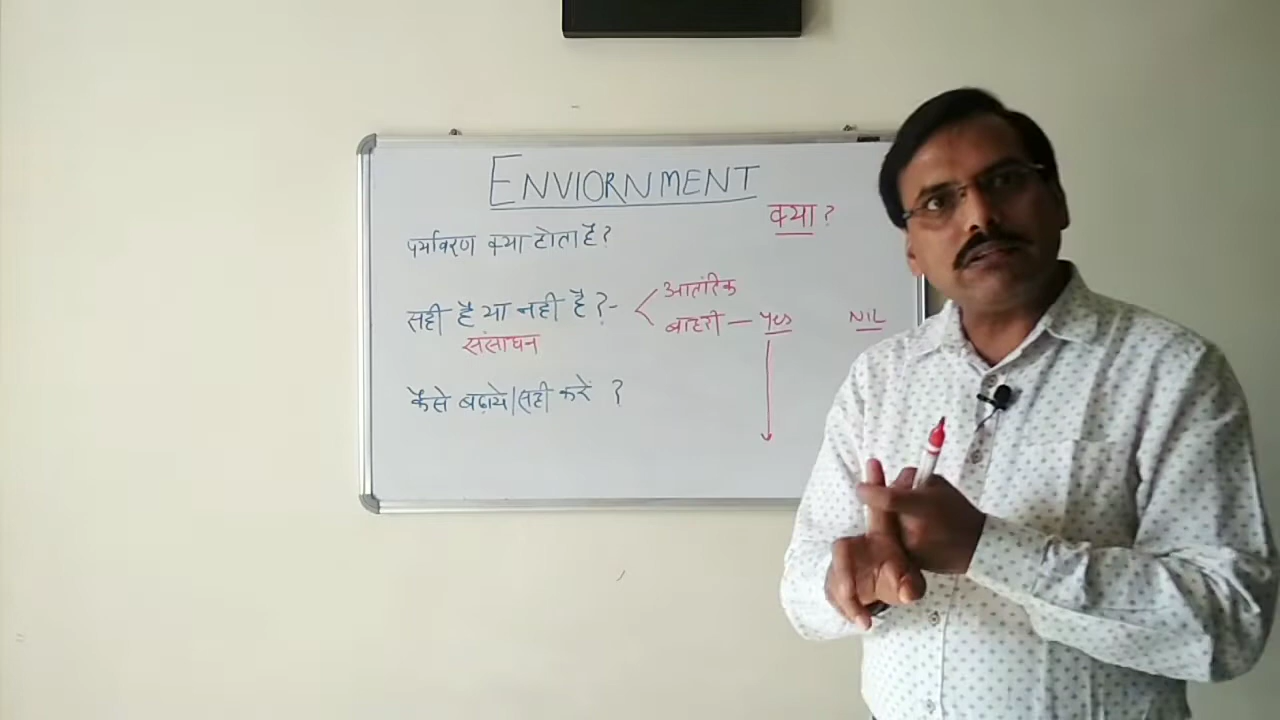 ENVIORNMENT
क्या ?
पर्यावरण क्या होता है ?
सही है या नही है ? -
आतंरिक
बाहरी — Yes
NIL
संसाधन
कैसे बढ़ाये/सही करें ?